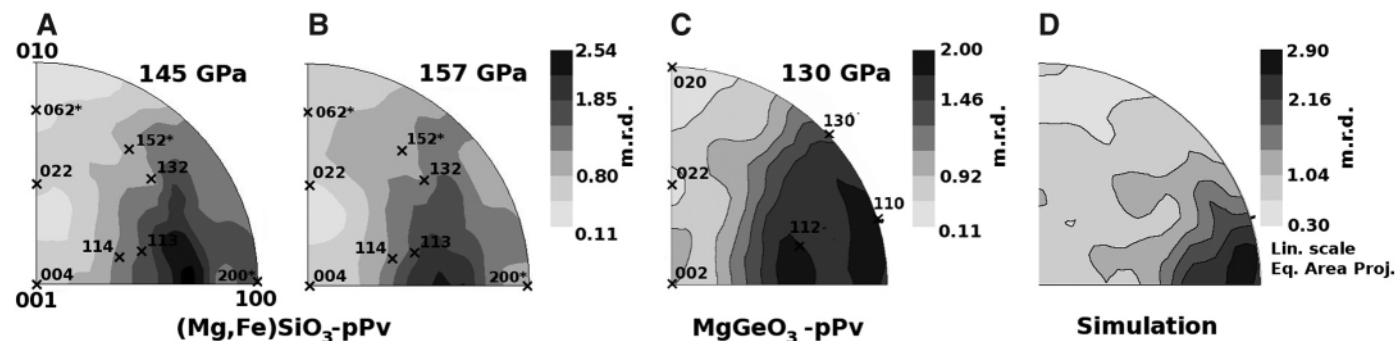 A
010
145 GPa
062*
152*
132
022
114
113
004
200*
001
100
B
157 GPa
062*
152*
132
022
114
113
004
200*
2.54
1.85
0.80
0.11
m.r.d.
(Mg,Fe)SiO3-pPv
C
130 GPa
020
130
022
110
112
002
2.00
1.46
0.92
0.11
m.r.d.
MgGeO3-pPv
D
2.90
2.16
1.04
0.30
m.r.d.
Lin. scale
Eq. Area Proj.
Simulation